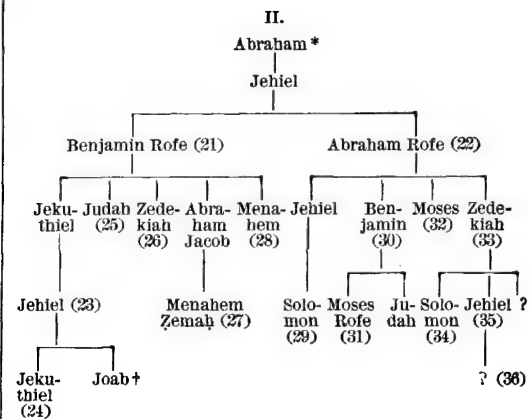 II.
Abraham *
Jehiel
Benjamin Rofe (21) Abraham Rofe (22)
Jeku- Judah Zede- Abra- Mena- Jehiel Ben- Moses Zede-
thiel (25) kiah ham hem jamin (32) kiah
(26) Jacob (28) (30) (33)
Jehiel (23) Menahem Solo- Moses Ju- Solo- Jehiel ?
Ẓemaḥ (27) mon Rofe dah mon (35)
(29) (31) (34)
Jeku- Joab † ? (36)
thiel
(24)